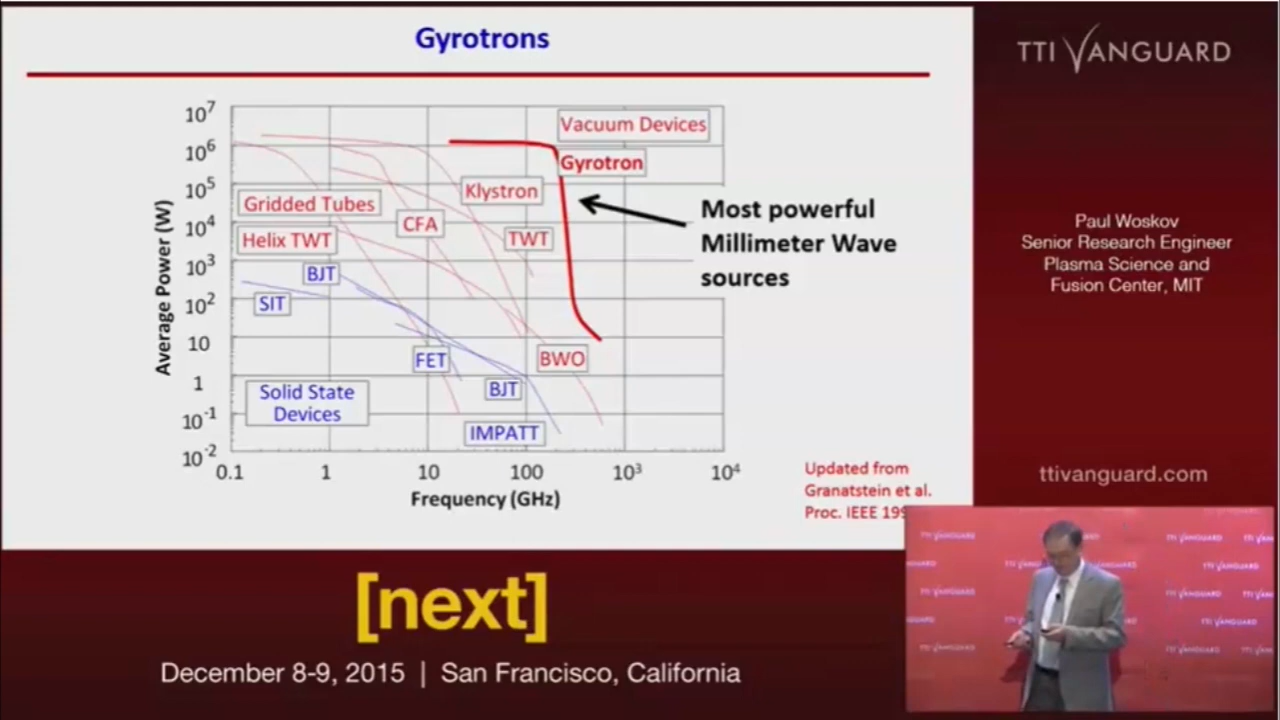 Gyrotrons
10⁷
10⁶
10⁵
10⁴
10³
10²
10
1
10⁻¹
10⁻²
Average Power (W)
0.1
1
10
100
10³
10⁴
Frequency (GHz)
Vacuum Devices
Gyrotron
Klystron
Gridded Tubes
CFA
Helix TWT
TWT
BJT
SIT
FET
BWO
BJT
Solid State
Devices
IMPATT
Most powerful
Millimeter Wave
sources
Updated from
Granatstein et al.
Proc. IEEE
TTI VANGUARD
Paul Woskov
Senior Research Engineer
Plasma Science and
Fusion Center, MIT
ttivanguard.com
[next]
December 8-9, 2015 | San Francisco, California
TTI VANGUARD